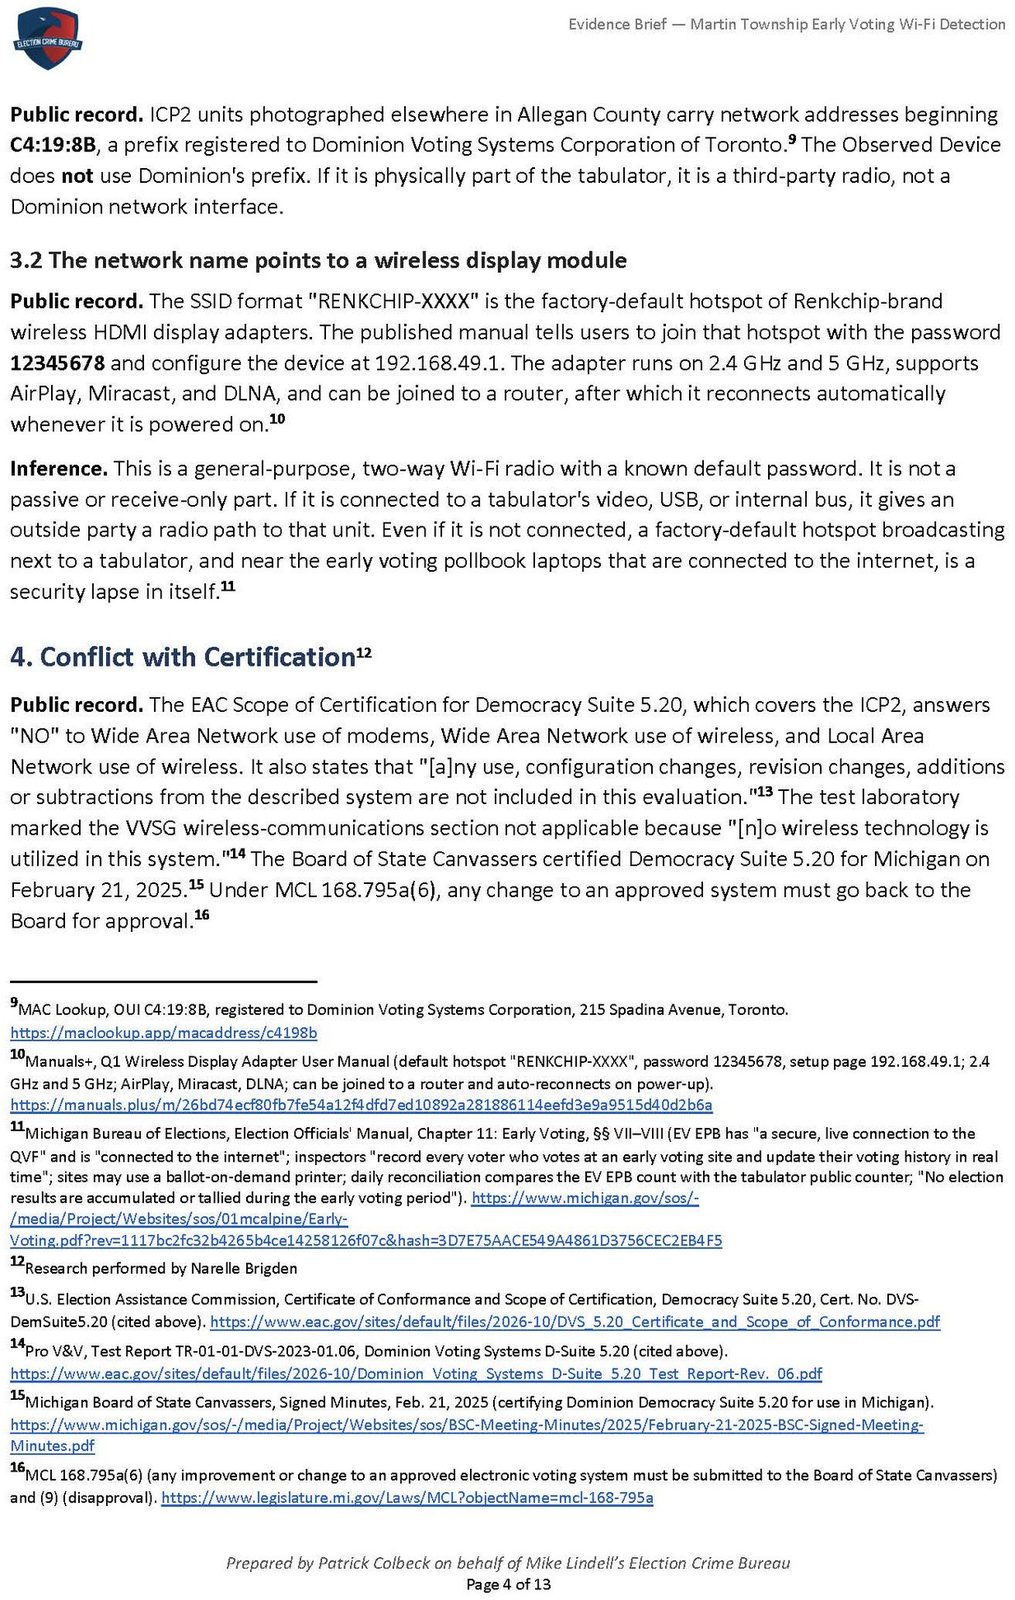 ELECTION CRIME BUREAU
Evidence Brief — Martin Township Early Voting Wi-Fi Detection
Public record. ICP2 units photographed elsewhere in Allegan County carry network addresses beginning
C4:19:8B, a prefix registered to Dominion Voting Systems Corporation of Toronto.9 The Observed Device
does not use Dominion's prefix. If it is physically part of the tabulator, it is a third-party radio, not a
Dominion network interface.
3.2 The network name points to a wireless display module
Public record. The SSID format "RENKCHIP-XXXX" is the factory-default hotspot of Renkchip-brand
wireless HDMI display adapters. The published manual tells users to join that hotspot with the password
12345678 and configure the device at 192.168.49.1. The adapter runs on 2.4 GHz and 5 GHz, supports
AirPlay, Miracast, and DLNA, and can be joined to a router, after which it reconnects automatically
whenever it is powered on.10
Inference. This is a general-purpose, two-way Wi-Fi radio with a known default password. It is not a
passive or receive-only part. If it is connected to a tabulator's video, USB, or internal bus, it gives an
outside party a radio path to that unit. Even if it is not connected, a factory-default hotspot broadcasting
next to a tabulator, and near the early voting pollbook laptops that are connected to the internet, is a
security lapse in itself.11
4. Conflict with Certification12
Public record. The EAC Scope of Certification for Democracy Suite 5.20, which covers the ICP2, answers
"NO" to Wide Area Network use of modems, Wide Area Network use of wireless, and Local Area
Network use of wireless. It also states that "[a]ny use, configuration changes, revision changes, additions
or subtractions from the described system are not included in this evaluation."13 The test laboratory
marked the VVSG wireless-communications section not applicable because "[n]o wireless technology is
utilized in this system."14 The Board of State Canvassers certified Democracy Suite 5.20 for Michigan on
February 21, 2025.15 Under MCL 168.795a(6), any change to an approved system must go back to the
Board for approval.16
9MAC Lookup, OUI C4:19:8B, registered to Dominion Voting Systems Corporation, 215 Spadina Avenue, Toronto.
https://maclookup.app/macaddress/c4198b
10Manuals+, Q1 Wireless Display Adapter User Manual (default hotspot "RENKCHIP-XXXX", password 12345678, setup page 192.168.49.1; 2.4
GHz and 5 GHz; AirPlay, Miracast, DLNA; can be joined to a router and auto-reconnects on power-up).
https://manuals.plus/m/26bd74ecf80fb7fe54a12f4dfd7ed10892a281886114eefd3e9a9515d40d2b6a
11Michigan Bureau of Elections, Election Officials' Manual, Chapter 11: Early Voting, §§ VII–VIII (EV EPB has "a secure, live connection to the
QVF" and is "connected to the internet"; inspectors "record every voter who votes at an early voting site and update their voting history in real
time"; sites may use a ballot-on-demand printer; daily reconciliation compares the EV EPB count with the tabulator public counter; "No election
results are accumulated or tallied during the early voting period"). https://www.michigan.gov/sos/-
/media/Project/Websites/sos/01mcalpine/Early-
Voting.pdf?rev=1117bc2fc32b4265b4ce14258126f07c&hash=3D7E75AACE549A4861D3756CEC2EB4F5
12Research performed by Narelle Brigden
13U.S. Election Assistance Commission, Certificate of Conformance and Scope of Certification, Democracy Suite 5.20, Cert. No. DVS-
DemSuite5.20 (cited above). https://www.eac.gov/sites/default/files/2026-10/DVS_5.20_Certificate_and_Scope_of_Conformance.pdf
14Pro V&V, Test Report TR-01-01-DVS-2023-01.06, Dominion Voting Systems D-Suite 5.20 (cited above).
https://www.eac.gov/sites/default/files/2026-10/Dominion_Voting_Systems_D-Suite_5.20_Test_Report-Rev._06.pdf
15Michigan Board of State Canvassers, Signed Minutes, Feb. 21, 2025 (certifying Dominion Democracy Suite 5.20 for use in Michigan).
https://www.michigan.gov/sos/-/media/Project/Websites/sos/BSC-Meeting-Minutes/2025/February-21-2025-BSC-Signed-Meeting-
Minutes.pdf
16MCL 168.795a(6) (any improvement or change to an approved electronic voting system must be submitted to the Board of State Canvassers)
and (9) (disapproval). https://www.legislature.mi.gov/Laws/MCL?objectName=mcl-168-795a
Prepared by Patrick Colbeck on behalf of Mike Lindell's Election Crime Bureau
Page 4 of 13